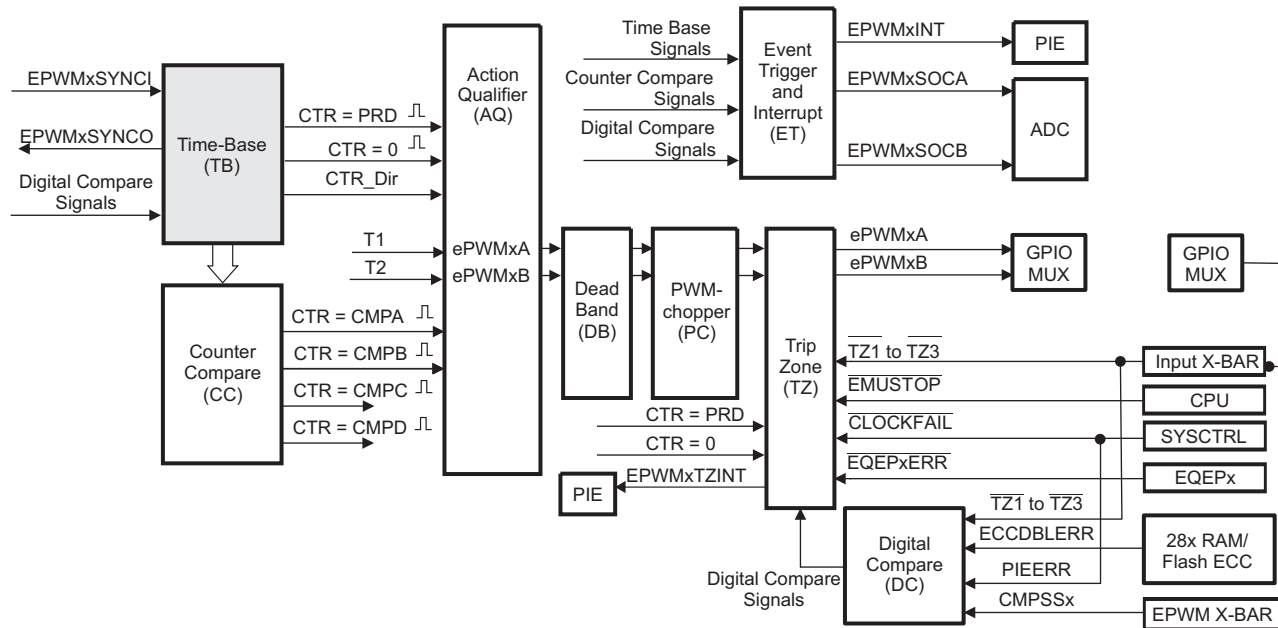 EPWMxSYNCI
EPWMxSYNCO
Digital Compare
Signals
Time-Base
(TB)
CTR = PRD
CTR = 0
CTR_Dir
T1
T2
Counter
Compare
(CC)
CTR = CMPA
CTR = CMPB
CTR = CMPC
CTR = CMPD
Action
Qualifier
(AQ)
ePWMxA
ePWMxB
Dead
Band
(DB)
PWM-
chopper
(PC)
Time Base
Signals
Counter Compare
Signals
Digital Compare
Signals
Event
Trigger
and
Interrupt
(ET)
EPWMxINT
EPWMxSOCA
EPWMxSOCB
PIE
ADC
Trip
Zone
(TZ)
ePWMxA
ePWMxB
GPIO
MUX
GPIO
MUX
TZ1 to TZ3
EMUSTOP
CLOCKFAIL
EQEPxERR
Input X-BAR
CPU
SYSCTRL
EQEPx
CTR = PRD
CTR = 0
EPWMxTZINT
PIE
Digital Compare
Signals
Digital
Compare
(DC)
TZ1 to TZ3
ECCDBLERR
PIEERR
CMPSSx
28x RAM/
Flash ECC
EPWM X-BAR